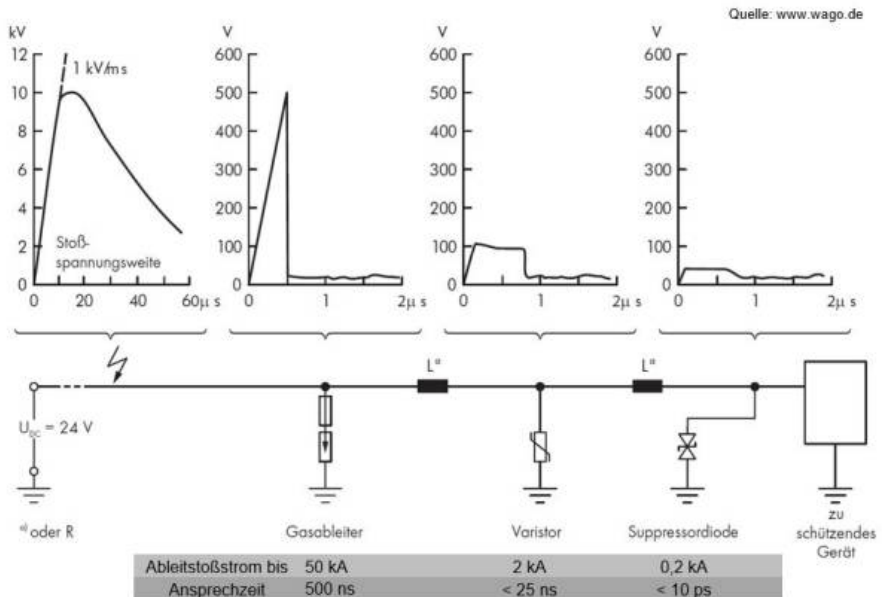 Quelle: www.wago.de
kV
12
10
8
6
4
2
0
1 kV/ms
Stoß-
spannungsweite
0 20 40 60μ s
V
600
500
400
300
200
100
0
0 1 2μ s
V
600
500
400
300
200
100
0
0 1 2μ s
V
600
500
400
300
200
100
0
0 1 2μ s
L a)
L a)
U DC = 24 V
a) oder R
Gasableiter
Varistor
Suppressordiode
zu
schützendes
Gerät
Ableitstoßstrom bis 50 kA 2 kA 0,2 kA
Ansprechzeit 500 ns < 25 ns < 10 ps